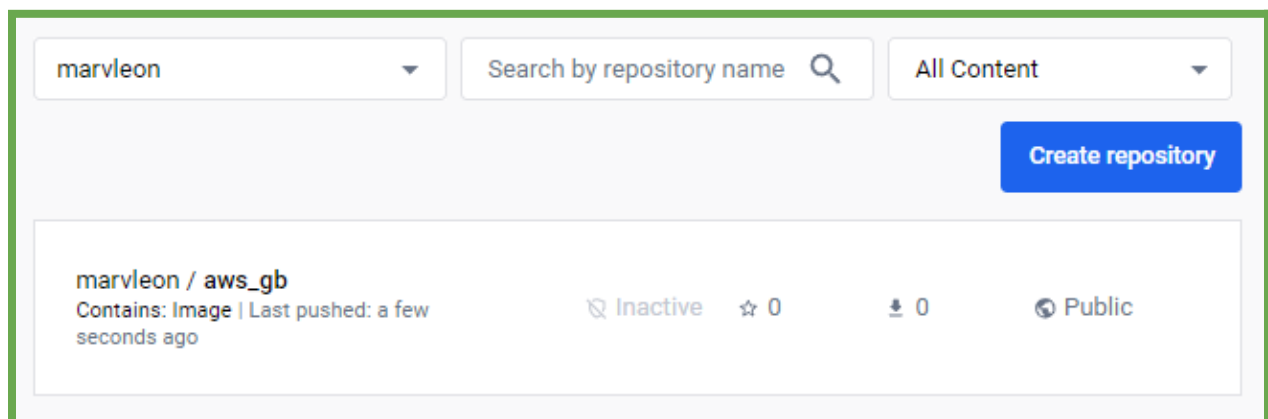 marvleon
Search by repository name
All Content
Create repository
marvleon / aws_gb
Contains: Image | Last pushed: a few
seconds ago
Inactive
0
0
Public